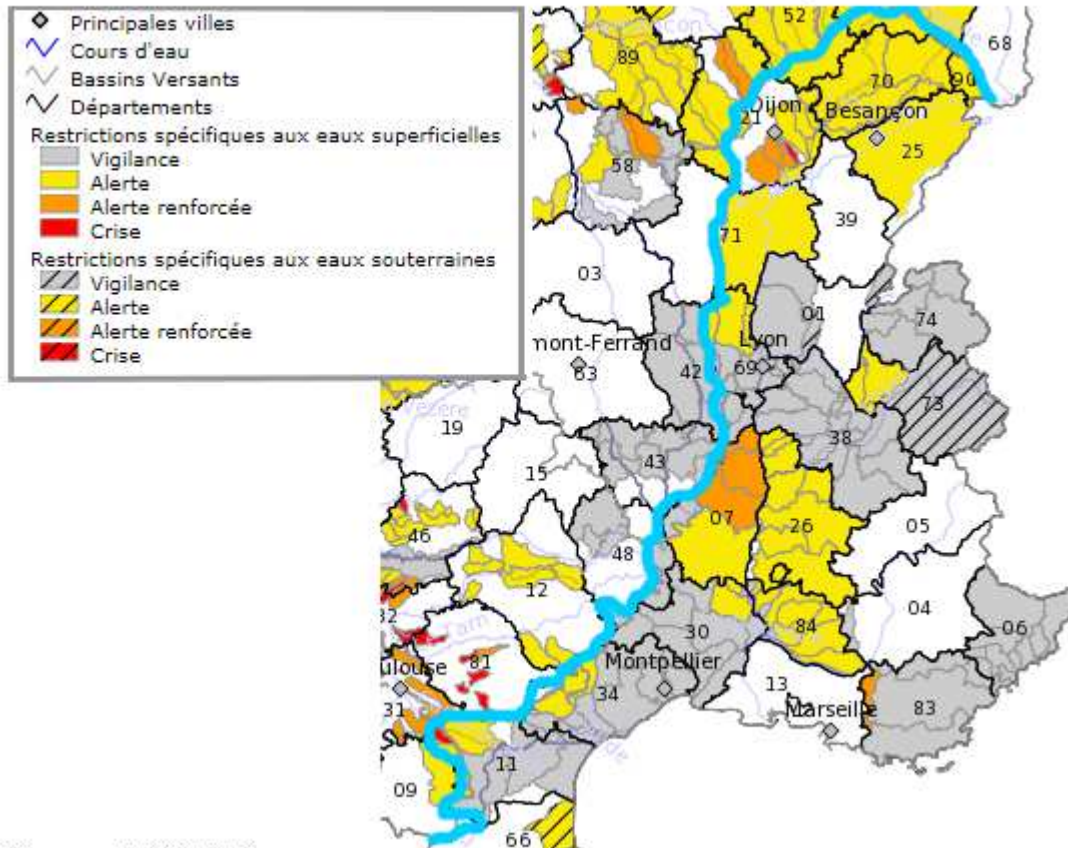 Principales villes
Cours d'eau
Bassins Versants
Départements
Restrictions spécifiques aux eaux superficielles
Vigilance
Alerte
Alerte renforcée
Crise
Restrictions spécifiques aux eaux souterraines
Vigilance
Alerte
Alerte renforcée
Crise
52
68
89
70
90
Dijon
21
Besançon
25
58
71
39
03
01
74
mont-Ferrand
63
Lyon
42
69
73
38
19
15
43
46
07
26
05
48
12
04
84
06
30
Tarn
81
Montpellier
34
13
Marseille
83
31
11
09
66